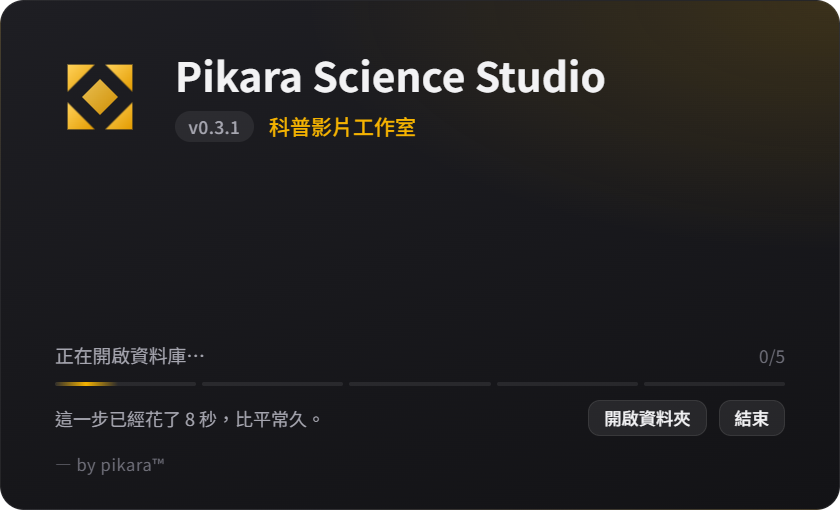 Pikara Science Studio
v0.3.1 科普影片工作室
正在開啟資料庫… 0/5
這一步已經花了 8 秒，比平常久。 開啟資料夾 結束
— by pikara™